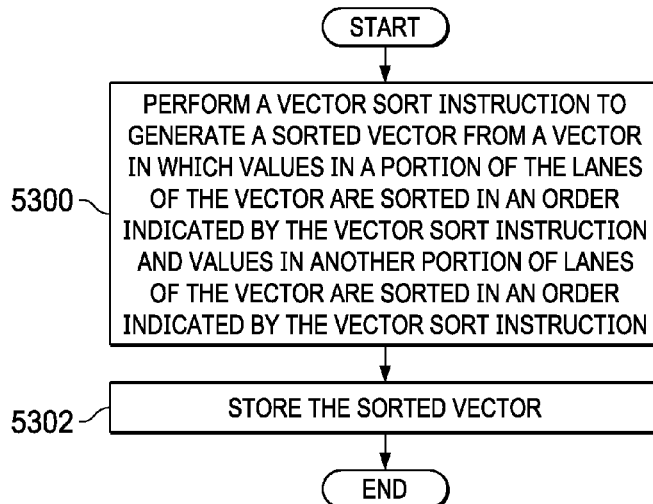 START
PERFORM A VECTOR SORT INSTRUCTION TO
GENERATE A SORTED VECTOR FROM A VECTOR
IN WHICH VALUES IN A PORTION OF THE LANES
OF THE VECTOR ARE SORTED IN AN ORDER
INDICATED BY THE VECTOR SORT INSTRUCTION
AND VALUES IN ANOTHER PORTION OF LANES
OF THE VECTOR ARE SORTED IN AN ORDER
INDICATED BY THE VECTOR SORT INSTRUCTION
5300
STORE THE SORTED VECTOR
5302
END